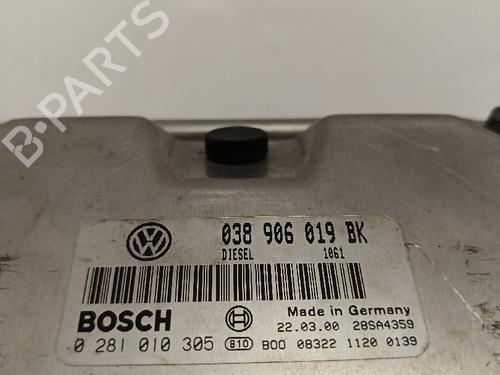 B-PARTS
038 906 019 BK
DIESEL 1061
BOSCH
Made in Germany
22.03.00 28SA4359
0 281 010 305 810 B00 08322 1120 0139